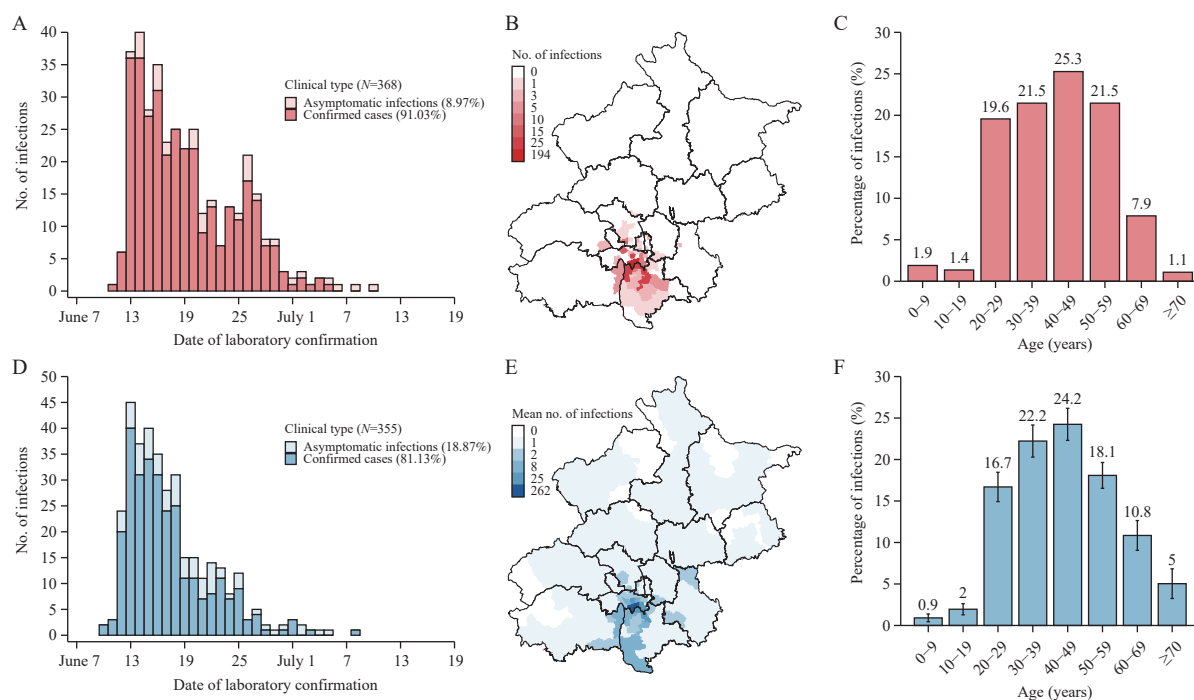 A
40
35
30
25
20
15
10
5
0
No. of infections
Clinical type (N=368)
Asymptomatic infections (8.97%)
Confirmed cases (91.03%)
June 7 13 19 25 July 1 7 13 19
Date of laboratory confirmation
B
No. of infections
0
1
3
5
10
15
25
194
C
30
25
20
15
10
5
0
Percentage of infections (%)
1.9 1.4 19.6 21.5 25.3 21.5 7.9 1.1
0–9 10–19 20–29 30–39 40–49 50–59 60–69 ≥70
Age (years)
D
50
45
40
35
30
25
20
15
10
5
0
No. of infections
Clinical type (N=355)
Asymptomatic infections (18.87%)
Confirmed cases (81.13%)
June 7 13 19 25 July 1 7 13 19
Date of laboratory confirmation
E
Mean no. of infections
0
1
2
8
25
262
F
30
25
20
15
10
5
0
Percentage of infections (%)
0.9 2 16.7 22.2 24.2 18.1 10.8 5
0–9 10–19 20–29 30–39 40–49 50–59 60–69 ≥70
Age (years)